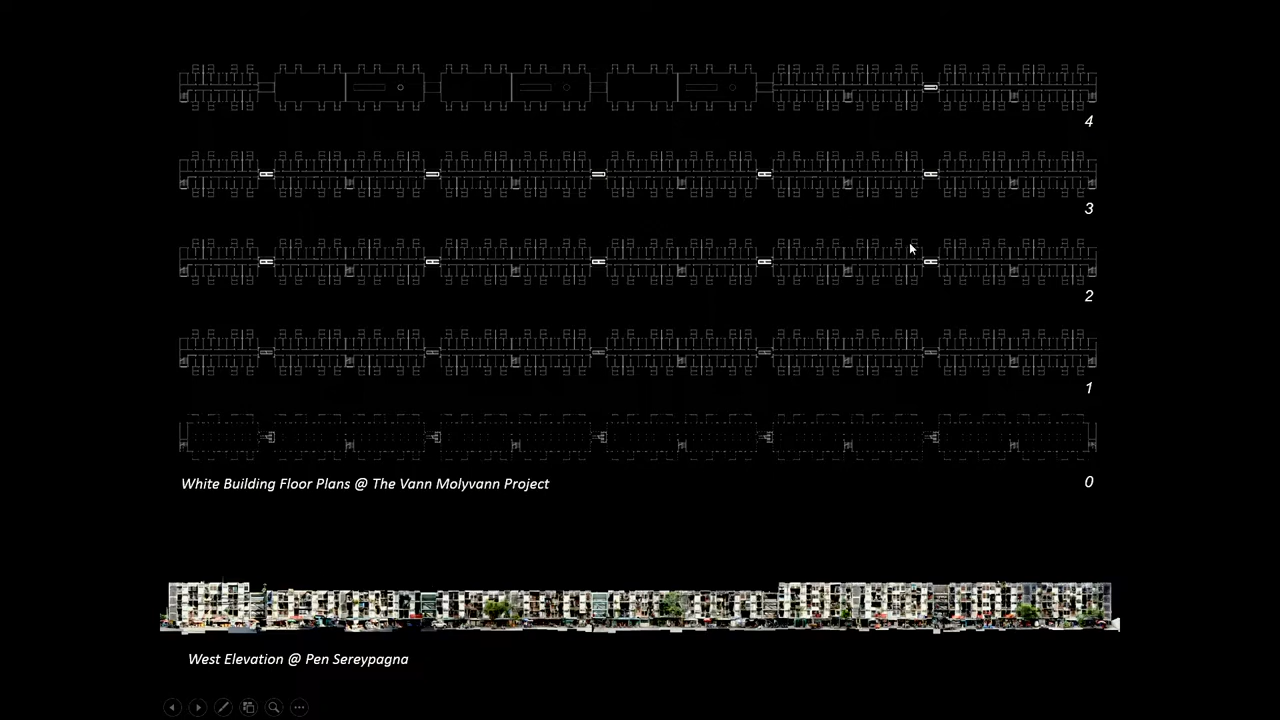 4
3
2
1
White Building Floor Plans @ The Vann Molyvann Project
0
West Elevation @ Pen Sereypagna